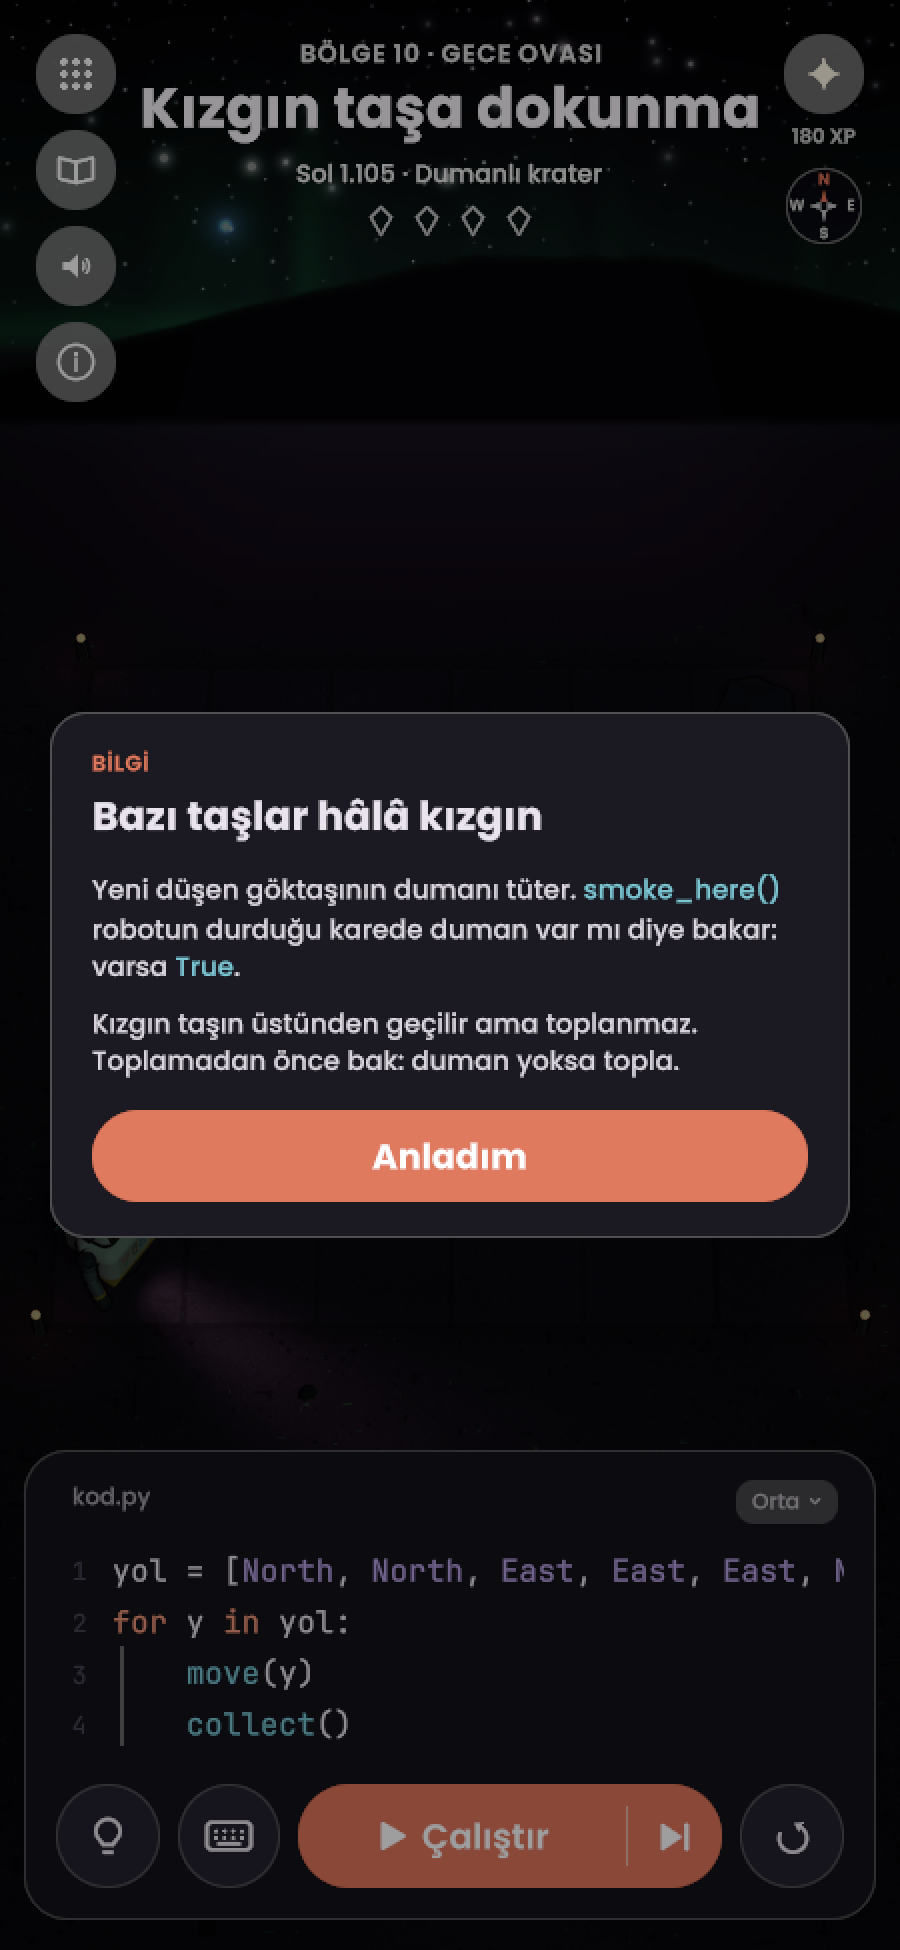 BÖLGE 10 · GECE OVASI
Kızgın taşa dokunma
180 XP
Sol 1.105 · Dumanlı krater
N
W E
S
BİLGİ
Bazı taşlar hâlâ kızgın
Yeni düşen göktaşının dumanı tüter. smoke_here()
robotun durduğu karede duman var mı diye bakar:
varsa True.
Kızgın taşın üstünden geçilir ama toplanmaz.
Toplamadan önce bak: duman yoksa topla.
Anladım
kod.py
Orta
1 yol = [North, North, East, East, East,
2 for y in yol:
3 move(y)
4 collect()
Çalıştır